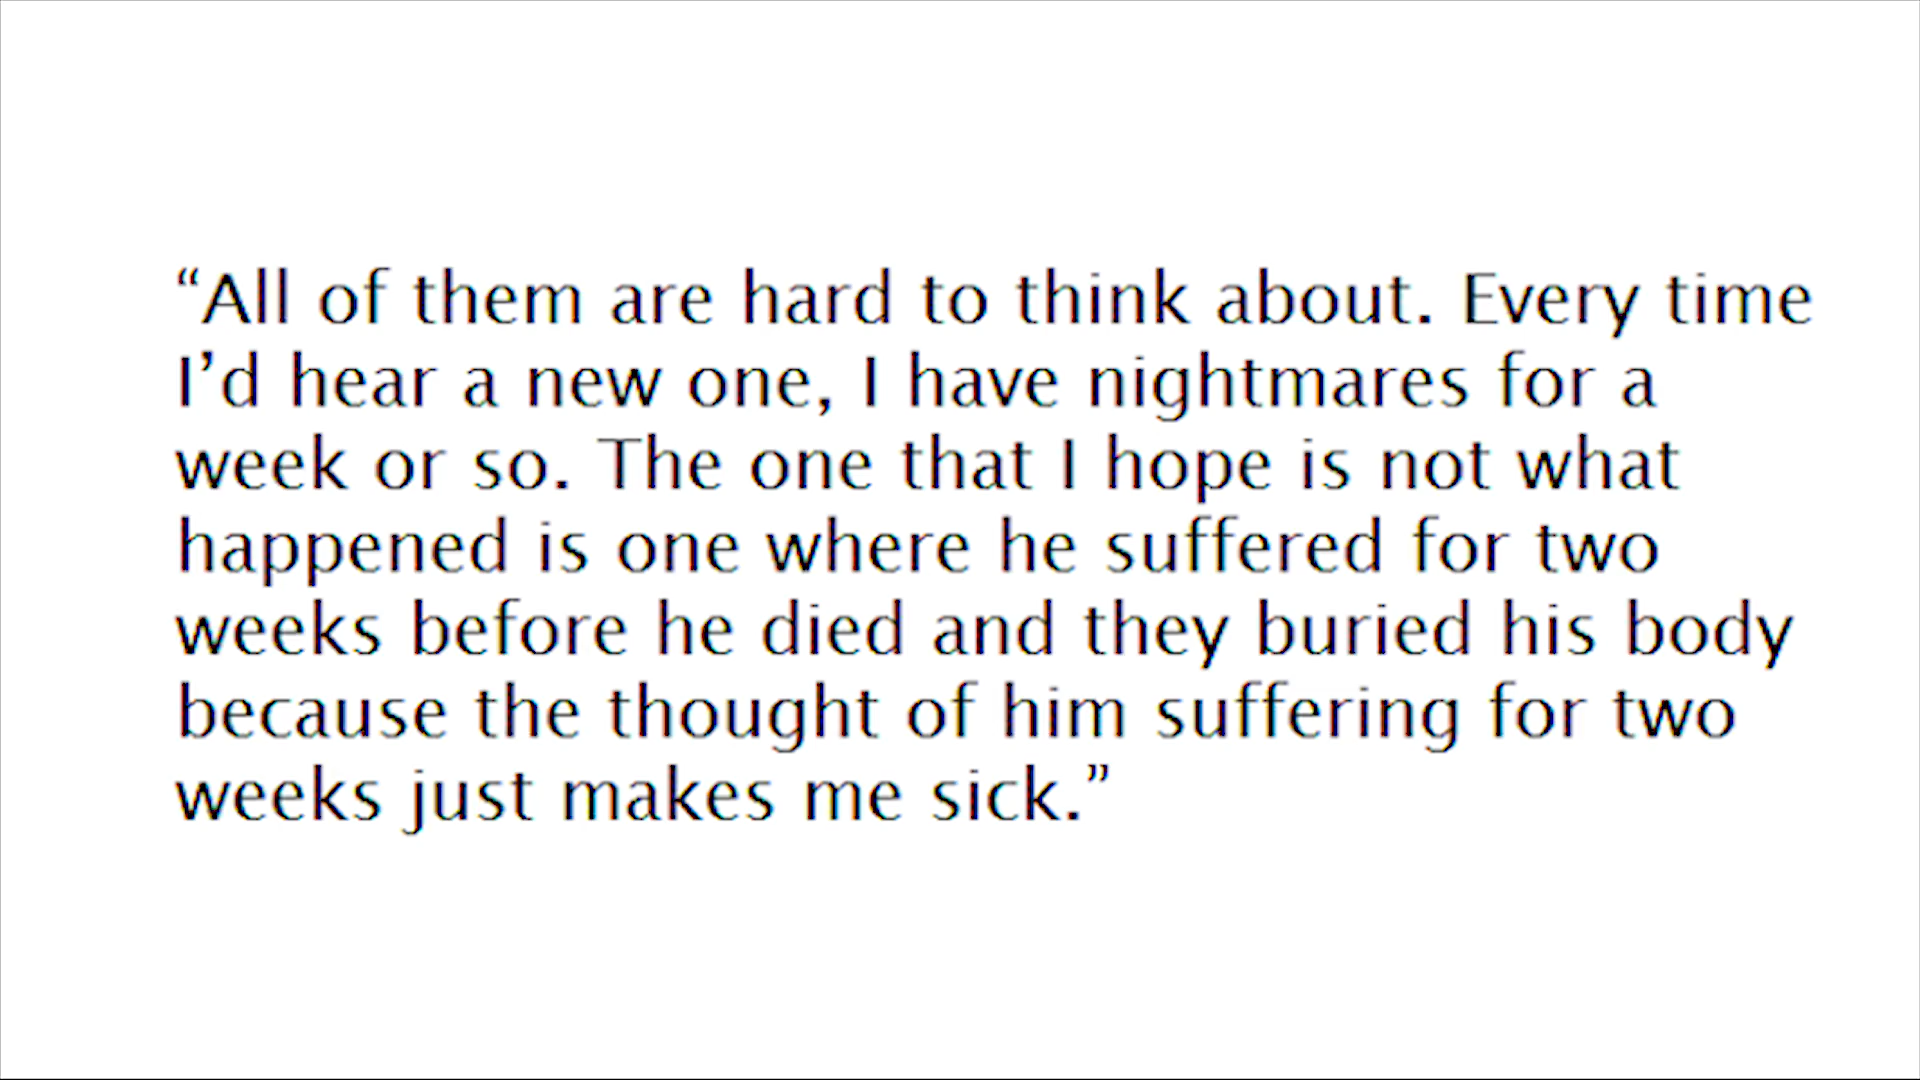 “All of them are hard to think about. Every time
I’d hear a new one, I have nightmares for a
week or so. The one that I hope is not what
happened is one where he suffered for two
weeks before he died and they buried his body
because the thought of him suffering for two
weeks just makes me sick.”